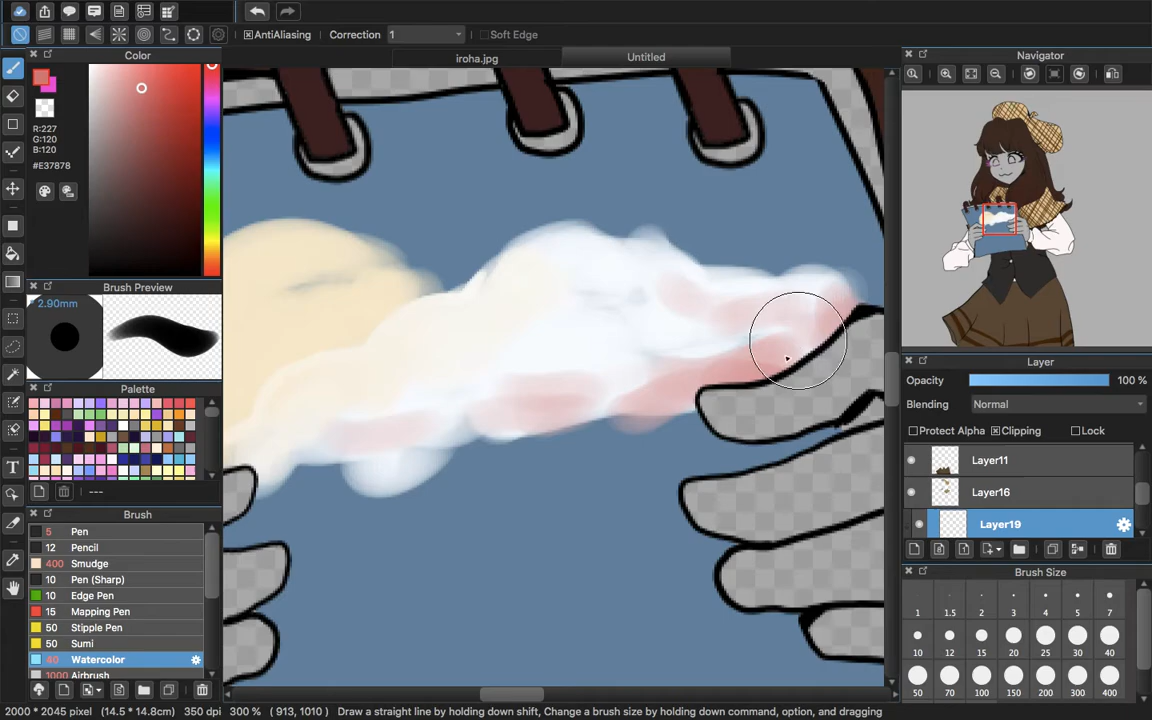 AntiAliasing Correction 1 Soft Edge
Color
R:227
G:120
B:120
#E37878
Brush Preview
2.90mm
Palette
---
Brush
5 Pen
12 Pencil
400 Smudge
10 Pen (Sharp)
10 Edge Pen
15 Mapping Pen
50 Stipple Pen
50 Sumi
40 Watercolor
1000 Airbrush
iroha.jpg Untitled
Navigator
Layer
Opacity 100 %
Blending Normal
Protect Alpha Clipping Lock
Layer11
Layer16
Layer19
Brush Size
1 1.5 2 3 4 5 7
10 12 15 20 25 30 40
50 70 100 150 200 300 400
2000 * 2045 pixel (14.5 * 14.8cm) 350 dpi 300 % ( 913, 1010 ) Draw a straight line by holding down shift, Change a brush size by holding down command, option, and dragging